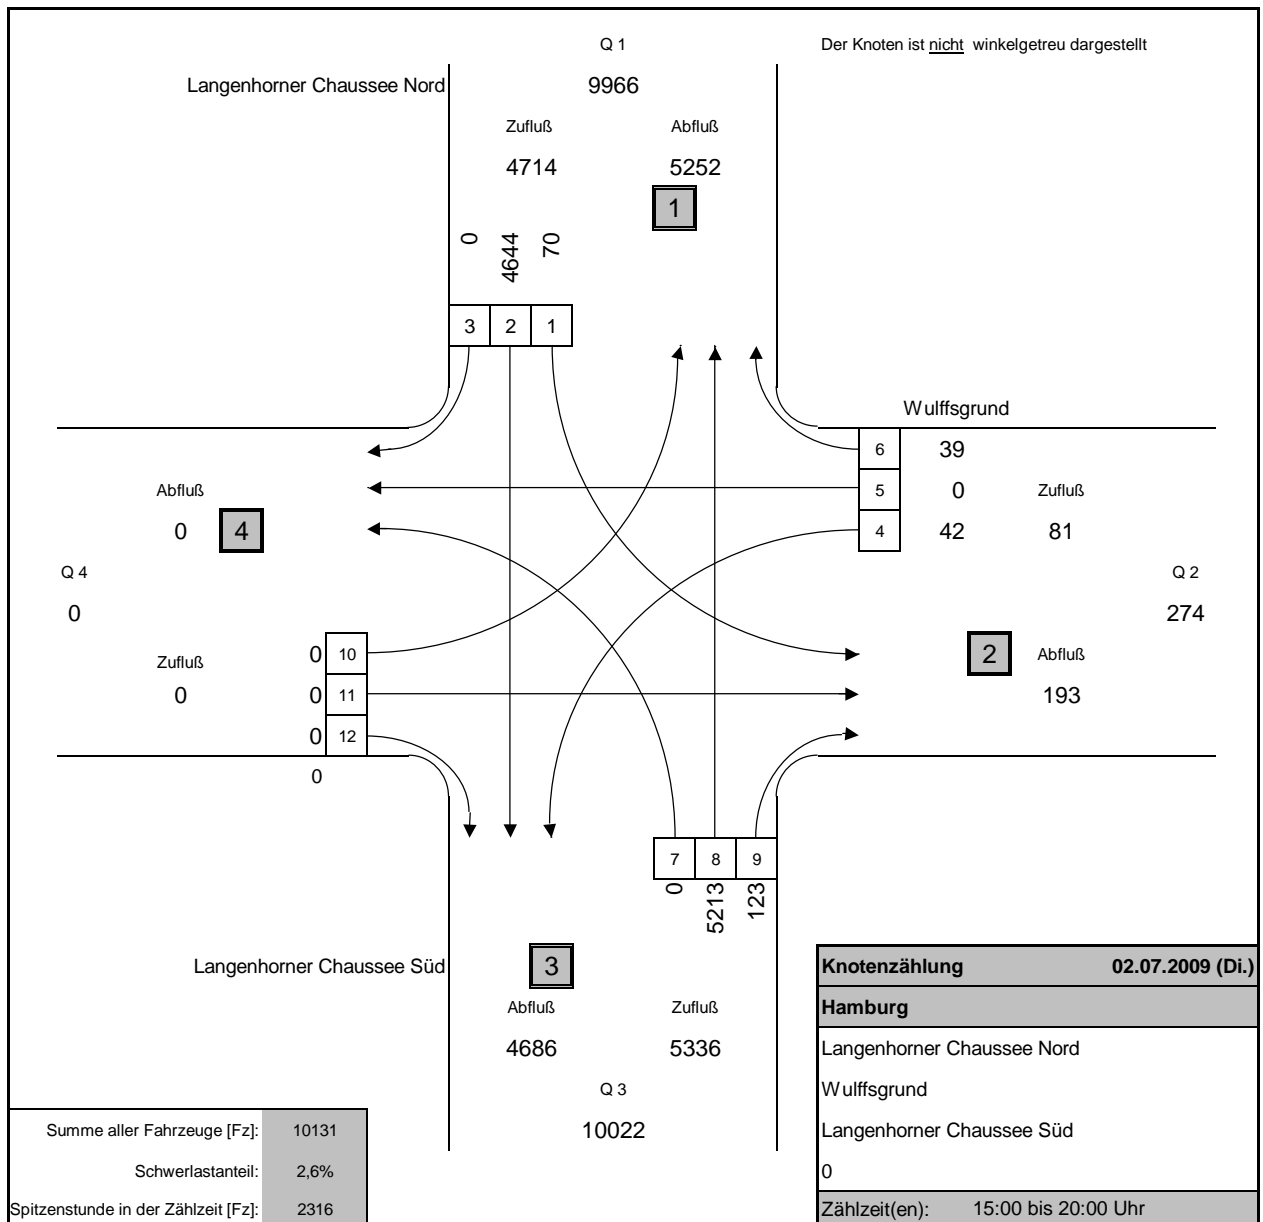 Q 1
Der Knoten ist nicht winkelgetreu dargestellt
Langenhorner Chaussee Nord
9966
Zufluß
Abfluß
4714
5252
1
0
4644
70
3
2
1
Wulffsgrund
6
39
5
0
Zufluß
4
42
81
Abfluß
0
4
Q 4
0
Q 2
274
Zufluß
0
0
10
0
11
0
12
0
2
Abfluß
193
7
8
9
0
5213
123
Langenhorner Chaussee Süd
3
Abfluß
Zufluß
4686
5336
Q 3
10022
Knotenzählung 02.07.2009 (Di.)
Hamburg
Langenhorner Chaussee Nord
Wulffsgrund
Langenhorner Chaussee Süd
0
Zählzeit(en): 15:00 bis 20:00 Uhr
Summe aller Fahrzeuge [Fz]: 10131
Schwerlastanteil: 2,6%
Spitzenstunde in der Zählzeit [Fz]: 2316